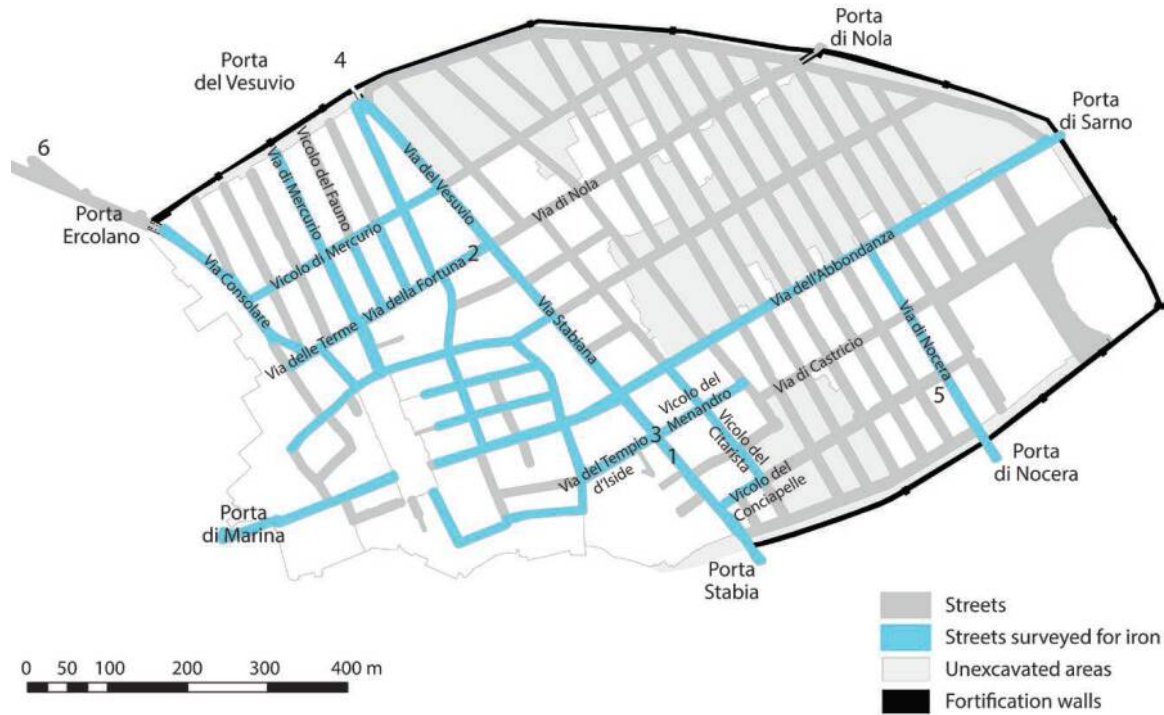 Porta
di Nola
Porta
del Vesuvio
4
Porta
di Sarno
6
Vicolo del Fauno
Via di Mercurio
Via del Vesuvio
Via di Nola
Porta
Ercolano
Via Consolare
Vicolo di Mercurio
Via della Fortuna
2
Via dell'Abbondanza
Via delle Terme
Via Stabiana
Via di Nocera
Via di Castricio
5
Vicolo del
Menandro
3
1
Vicolo del
Citarista
Via del Tempio
d'Iside
Vicolo del
Conciapelle
Porta
di Nocera
Porta
di Marina
Porta
Stabia
Streets
Streets surveyed for iron
Unexcavated areas
Fortification walls
0 50 100 200 300 400 m